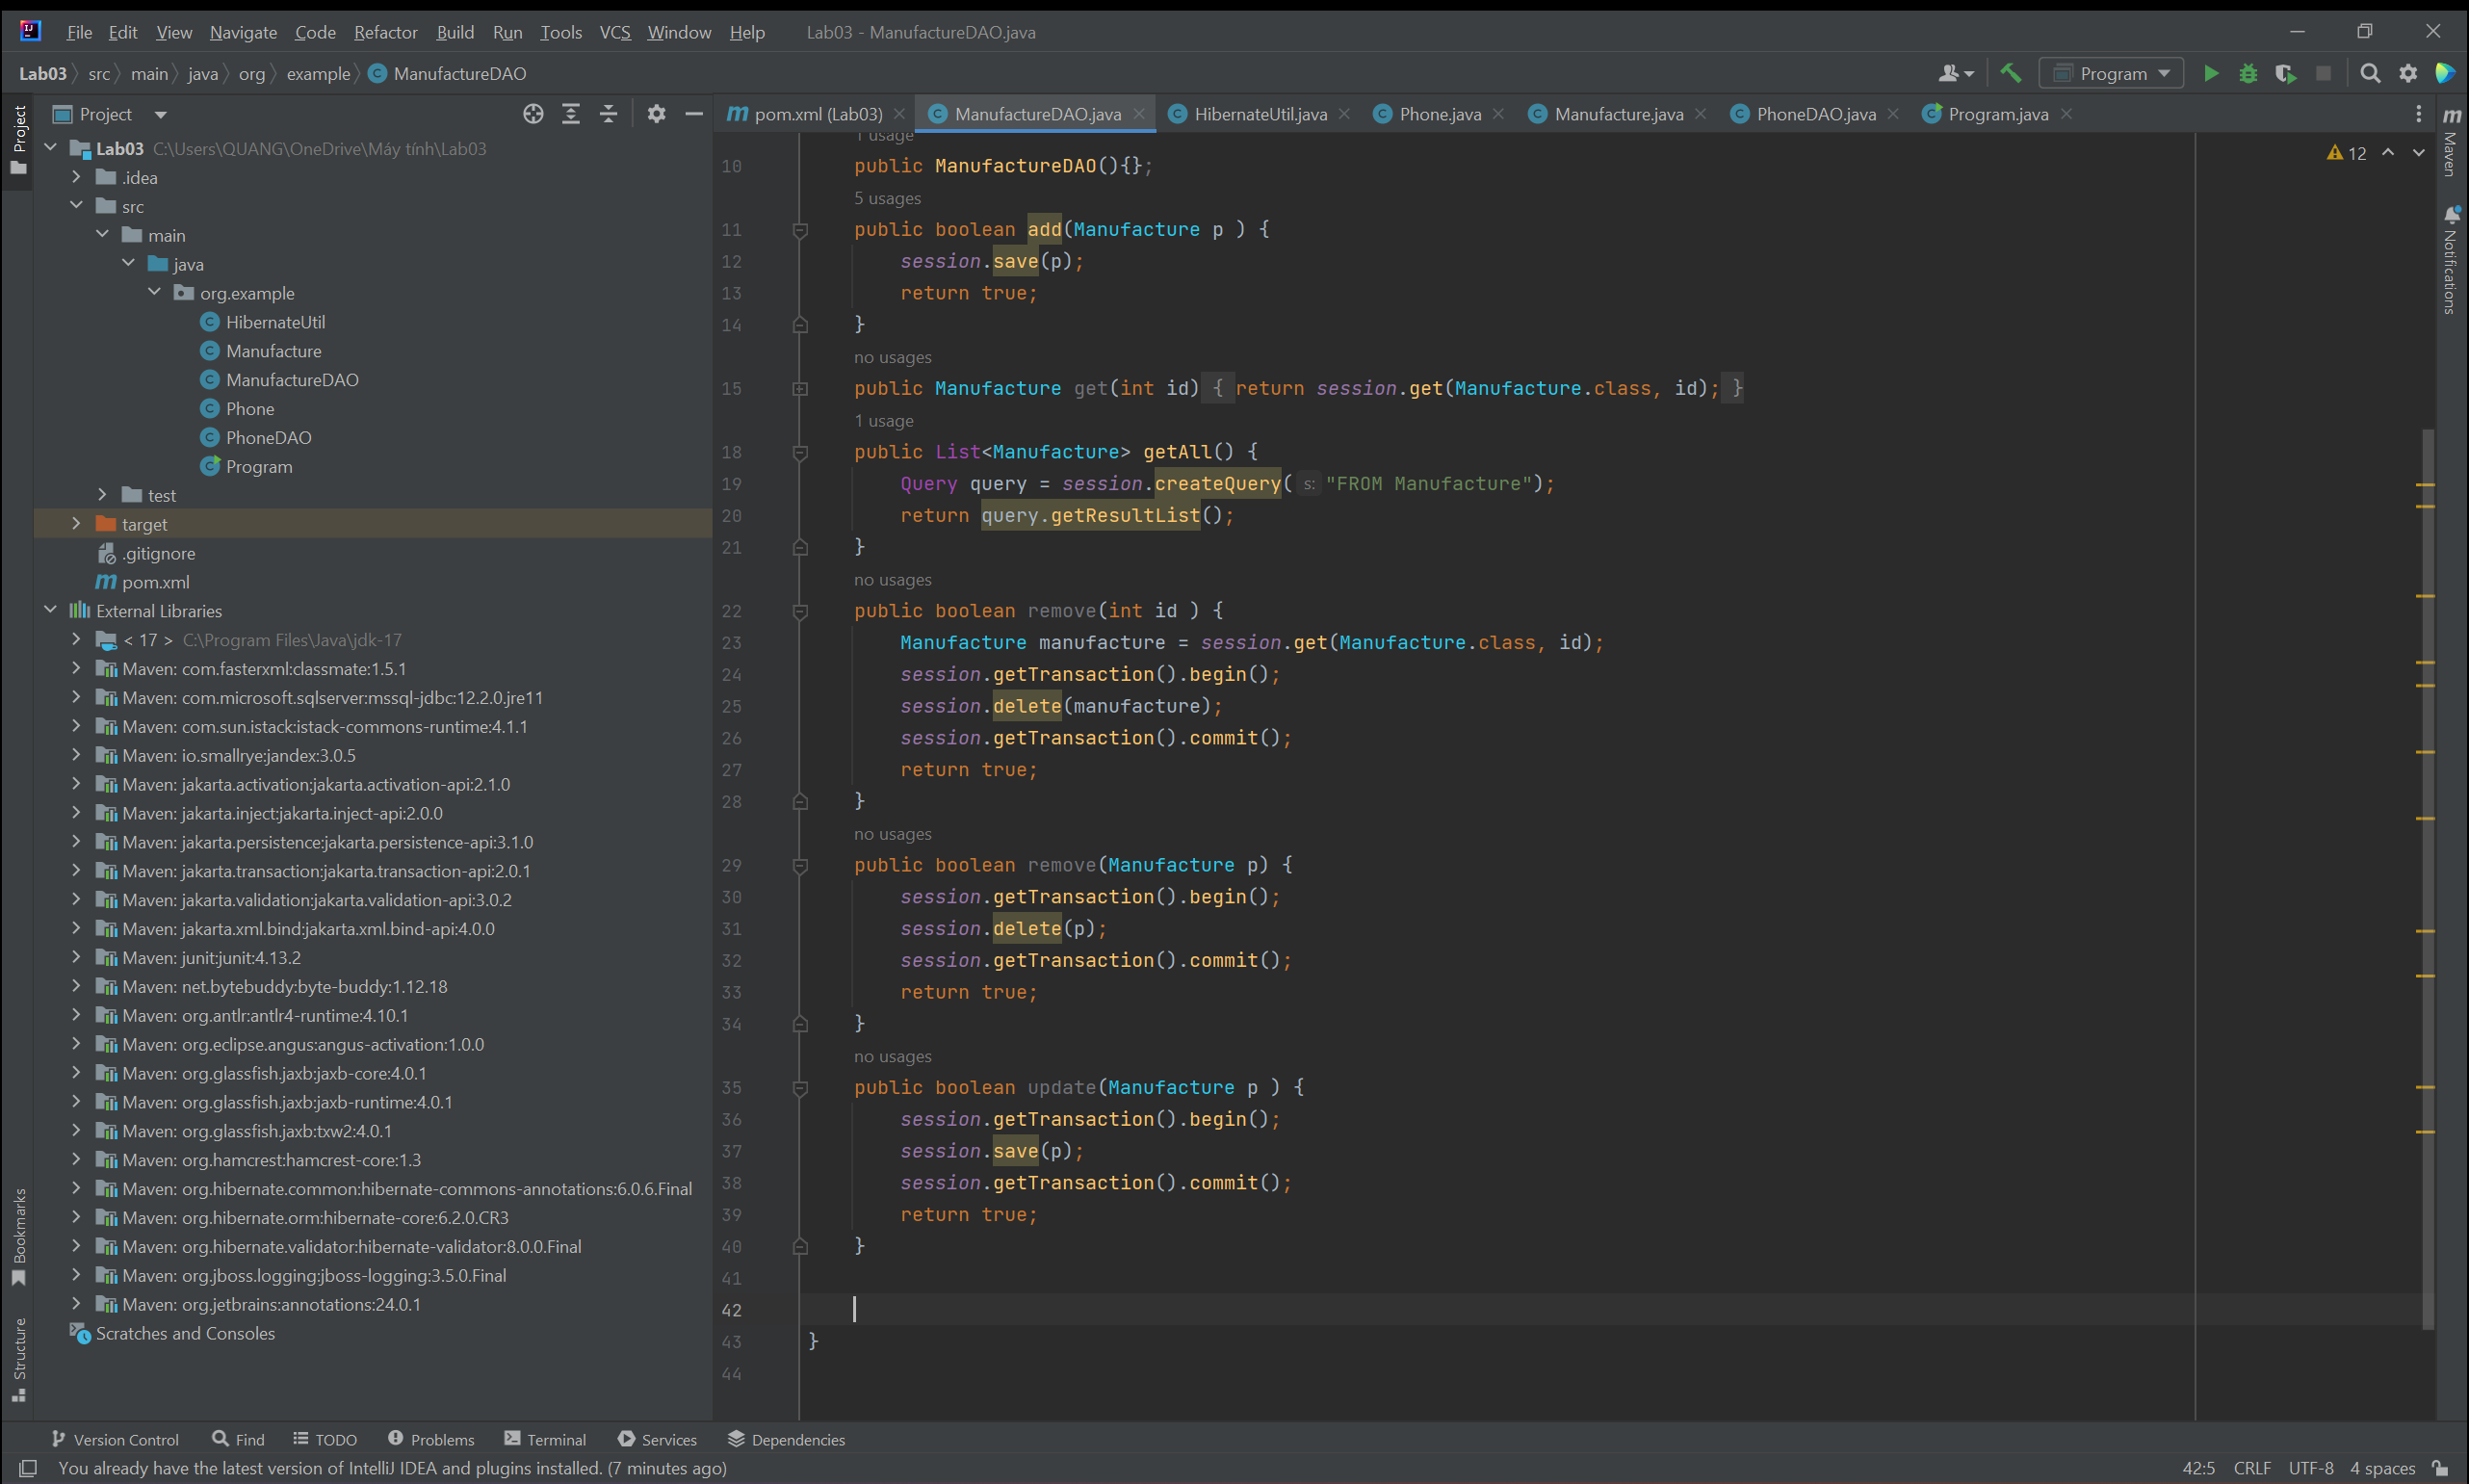 File Edit View Navigate Code Refactor Build Run Tools VCS Window Help Lab03 - ManufactureDAO.java
Lab03 src main java org example ManufactureDAO Program
Project
Project
pom.xml (Lab03) ManufactureDAO.java HibernateUtil.java Phone.java Manufacture.java PhoneDAO.java Program.java
Lab03 C:\Users\QUANG\OneDrive\Máy tính\Lab03
.idea
src
main
java
org.example
HibernateUtil
Manufacture
ManufactureDAO
Phone
PhoneDAO
Program
test
target
.gitignore
pom.xml
External Libraries
< 17 > C:\Program Files\Java\jdk-17
Maven: com.fasterxml:classmate:1.5.1
Maven: com.microsoft.sqlserver:mssql-jdbc:12.2.0.jre11
Maven: com.sun.istack:istack-commons-runtime:4.1.1
Maven: io.smallrye:jandex:3.0.5
Maven: jakarta.activation:jakarta.activation-api:2.1.0
Maven: jakarta.inject:jakarta.inject-api:2.0.0
Maven: jakarta.persistence:jakarta.persistence-api:3.1.0
Maven: jakarta.transaction:jakarta.transaction-api:2.0.1
Maven: jakarta.validation:jakarta.validation-api:3.0.2
Maven: jakarta.xml.bind:jakarta.xml.bind-api:4.0.0
Maven: junit:junit:4.13.2
Maven: net.bytebuddy:byte-buddy:1.12.18
Maven: org.antlr:antlr4-runtime:4.10.1
Maven: org.eclipse.angus:angus-activation:1.0.0
Maven: org.glassfish.jaxb:jaxb-core:4.0.1
Maven: org.glassfish.jaxb:jaxb-runtime:4.0.1
Maven: org.glassfish.jaxb:txw2:4.0.1
Maven: org.hamcrest:hamcrest-core:1.3
Maven: org.hibernate.common:hibernate-commons-annotations:6.0.6.Final
Maven: org.hibernate.orm:hibernate-core:6.2.0.CR3
Maven: org.hibernate.validator:hibernate-validator:8.0.0.Final
Maven: org.jboss.logging:jboss-logging:3.5.0.Final
Maven: org.jetbrains:annotations:24.0.1
Scratches and Consoles
Bookmarks
Structure
1 usage
10 public ManufactureDAO(){};
5 usages
11 public boolean add(Manufacture p ) {
12 session.save(p);
13 return true;
14 }
no usages
15 public Manufacture get(int id) { return session.get(Manufacture.class, id); }
1 usage
18 public List<Manufacture> getAll() {
19 Query query = session.createQuery( s: "FROM Manufacture");
20 return query.getResultList();
21 }
no usages
22 public boolean remove(int id ) {
23 Manufacture manufacture = session.get(Manufacture.class, id);
24 session.getTransaction().begin();
25 session.delete(manufacture);
26 session.getTransaction().commit();
27 return true;
28 }
no usages
29 public boolean remove(Manufacture p) {
30 session.getTransaction().begin();
31 session.delete(p);
32 session.getTransaction().commit();
33 return true;
34 }
no usages
35 public boolean update(Manufacture p ) {
36 session.getTransaction().begin();
37 session.save(p);
38 session.getTransaction().commit();
39 return true;
40 }
41
42
43 }
44
12
Maven
Notifications
Version Control Find TODO Problems Terminal Services Dependencies
You already have the latest version of IntelliJ IDEA and plugins installed. (7 minutes ago) 42:5 CRLF UTF-8 4 spaces